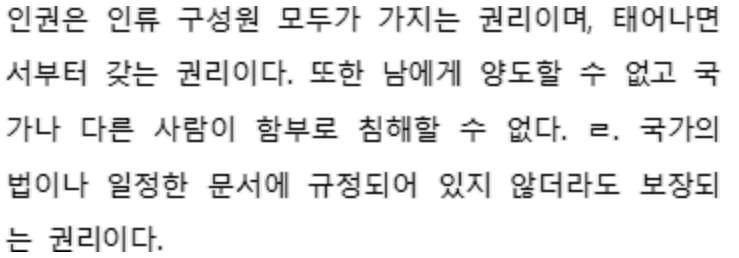 인권은 인류 구성원 모두가 가지는 권리이며, 태어나면
서부터 갖는 권리이다. 또한 남에게 양도할 수 없고 국
가나 다른 사람이 함부로 침해할 수 없다. ㄹ. 국가의
법이나 일정한 문서에 규정되어 있지 않더라도 보장되
는 권리이다.